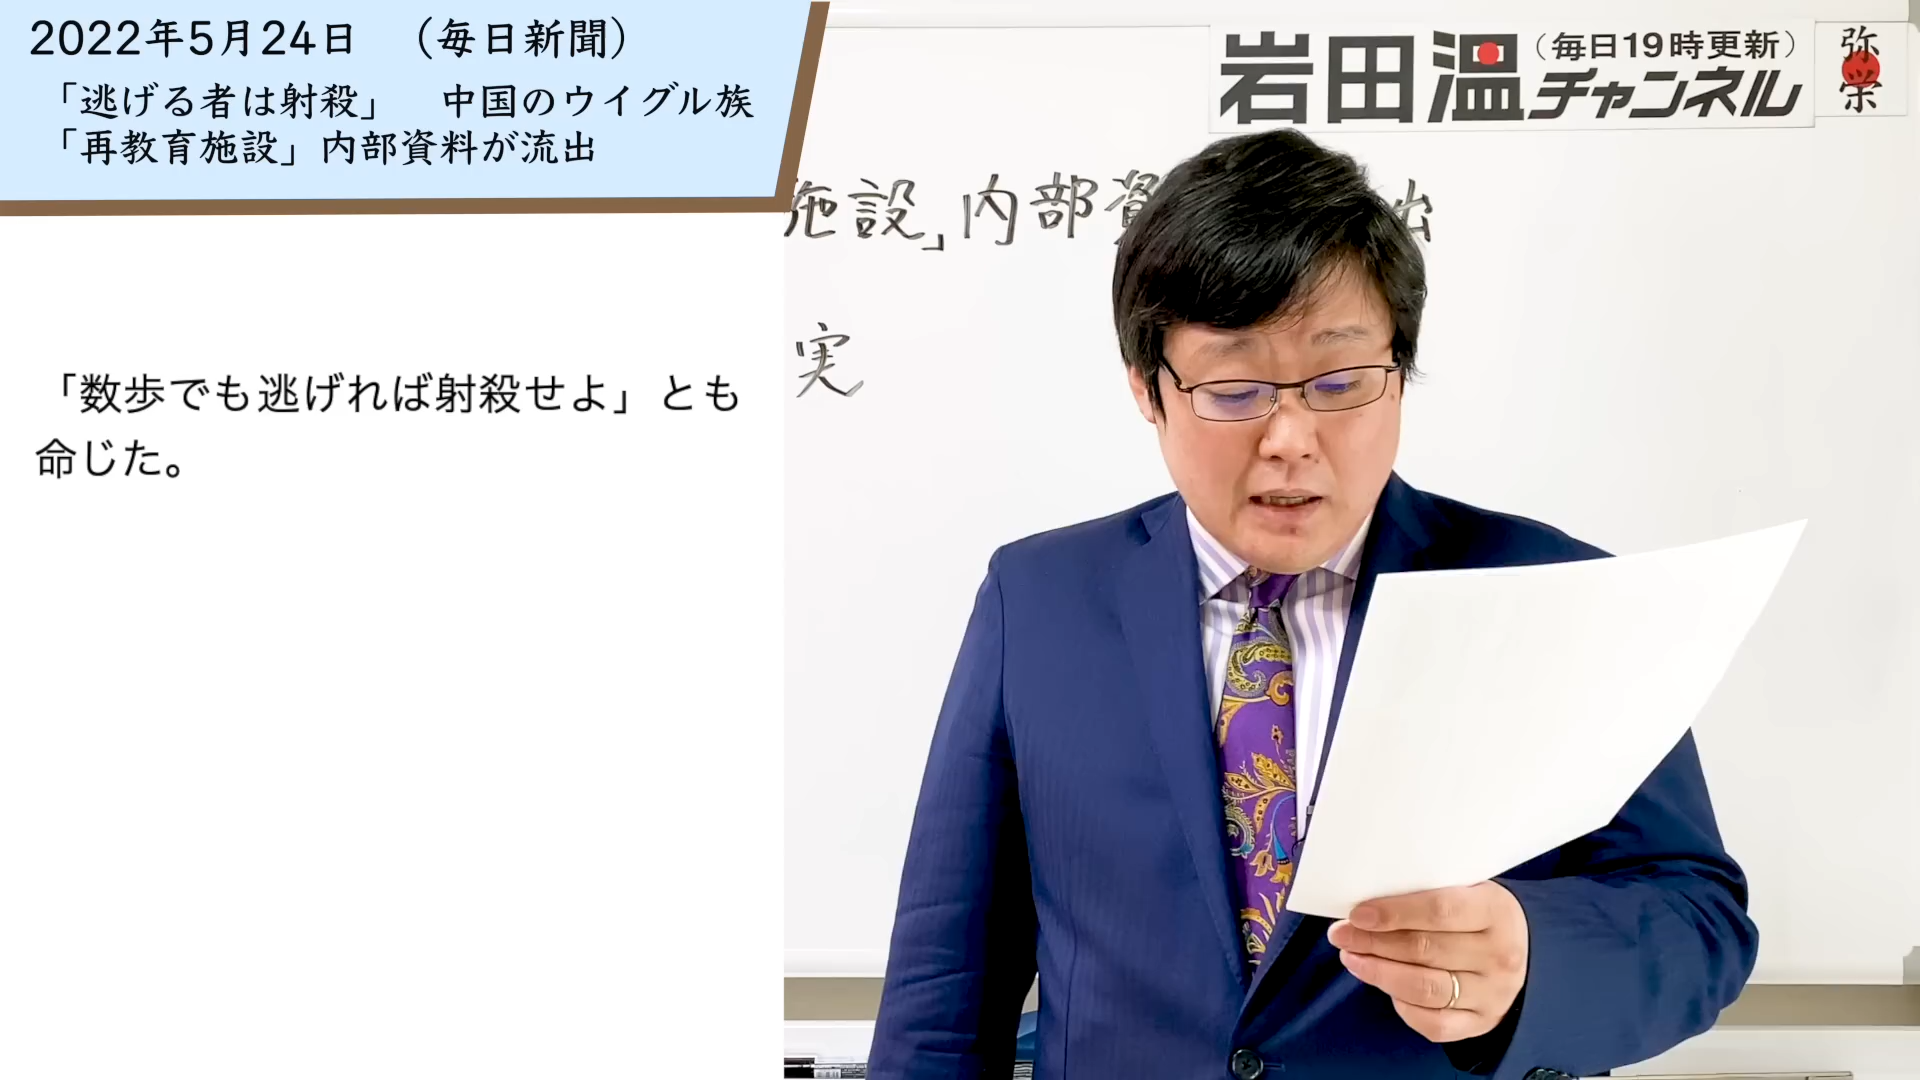 2022年5月24日　（毎日新聞）
「逃げる者は射殺」　中国のウイグル族
「再教育施設」内部資料が流出
「数歩でも逃げれば射殺せよ」とも
命じた。
岩田温
（毎日19時更新）
チャンネル
弥栄
施設」内部資 出
実